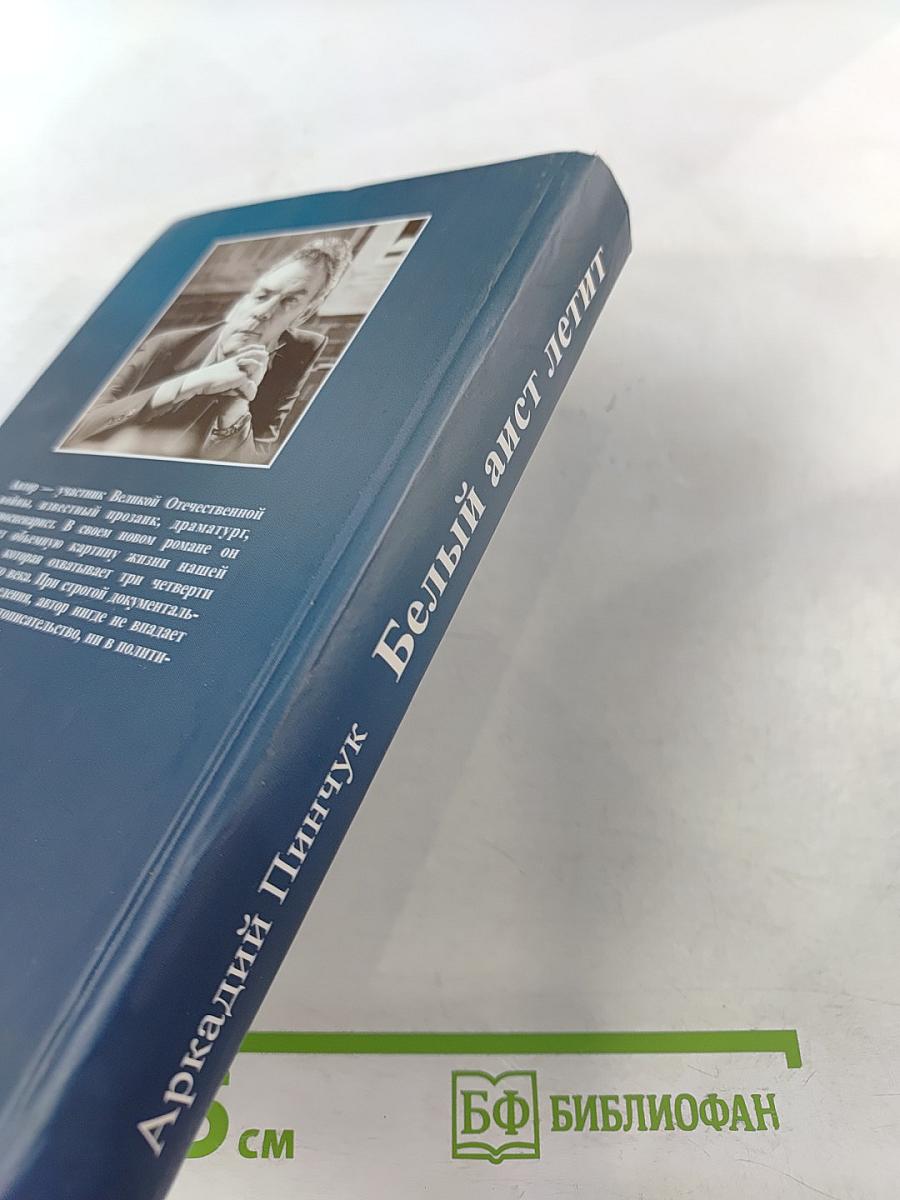 Автор — участник Великой Отечественной
войны, известный прозаик, драматург,
В своем новом романе он
объемную картину жизни нашей
которая охватывает три четверти
века. При строгой документаль-
автор нигде не впадает
ни в полити-
Белый аист летит
Аркадий Пинчук
5 см
БФ БИБЛИОФАН